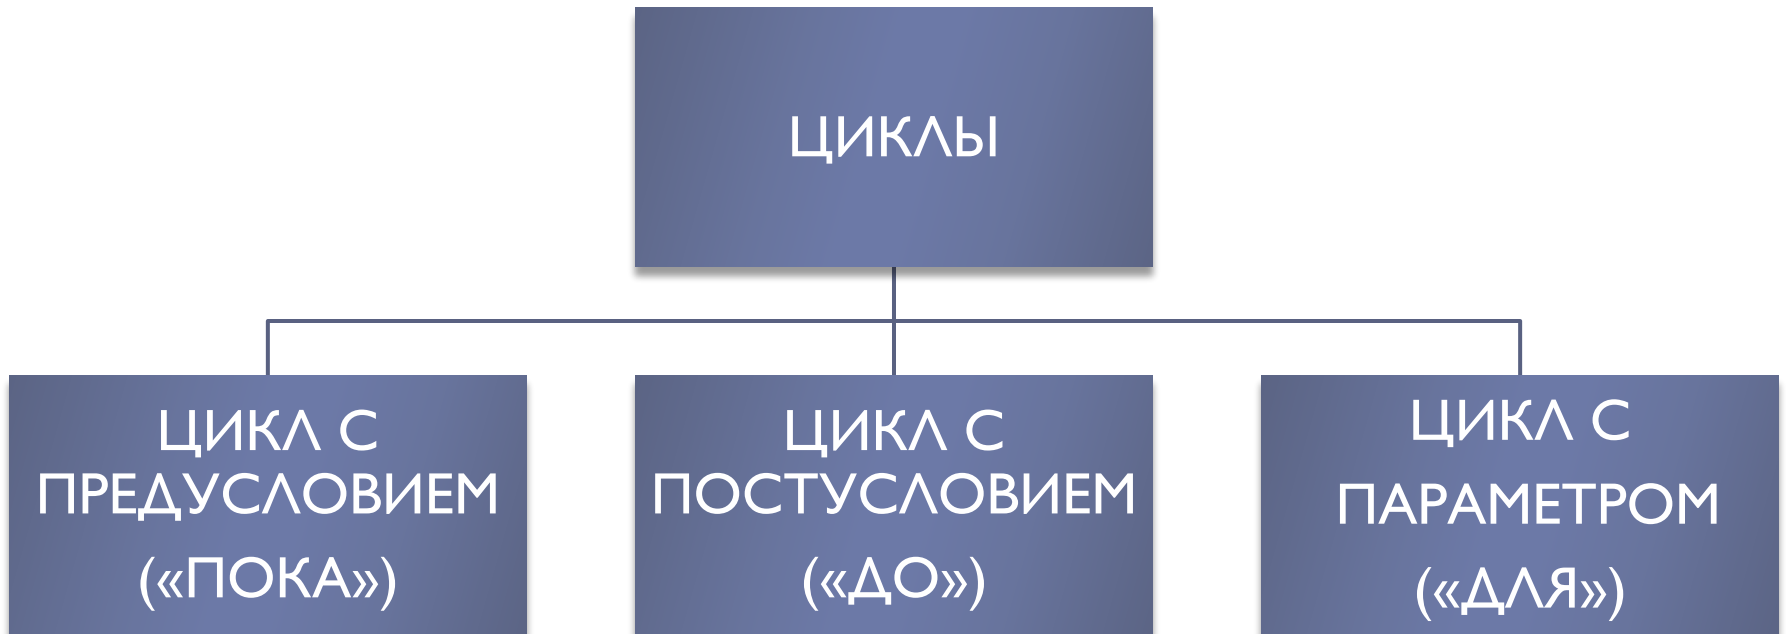 ЦИКЛЫ
ЦИКЛ С
ПРЕДУСЛОВИЕМ
(«ПОКА»)
ЦИКЛ С
ПОСТУСЛОВИЕМ
(«ДО»)
ЦИКЛ С
ПАРАМЕТРОМ
(«ДЛЯ»)